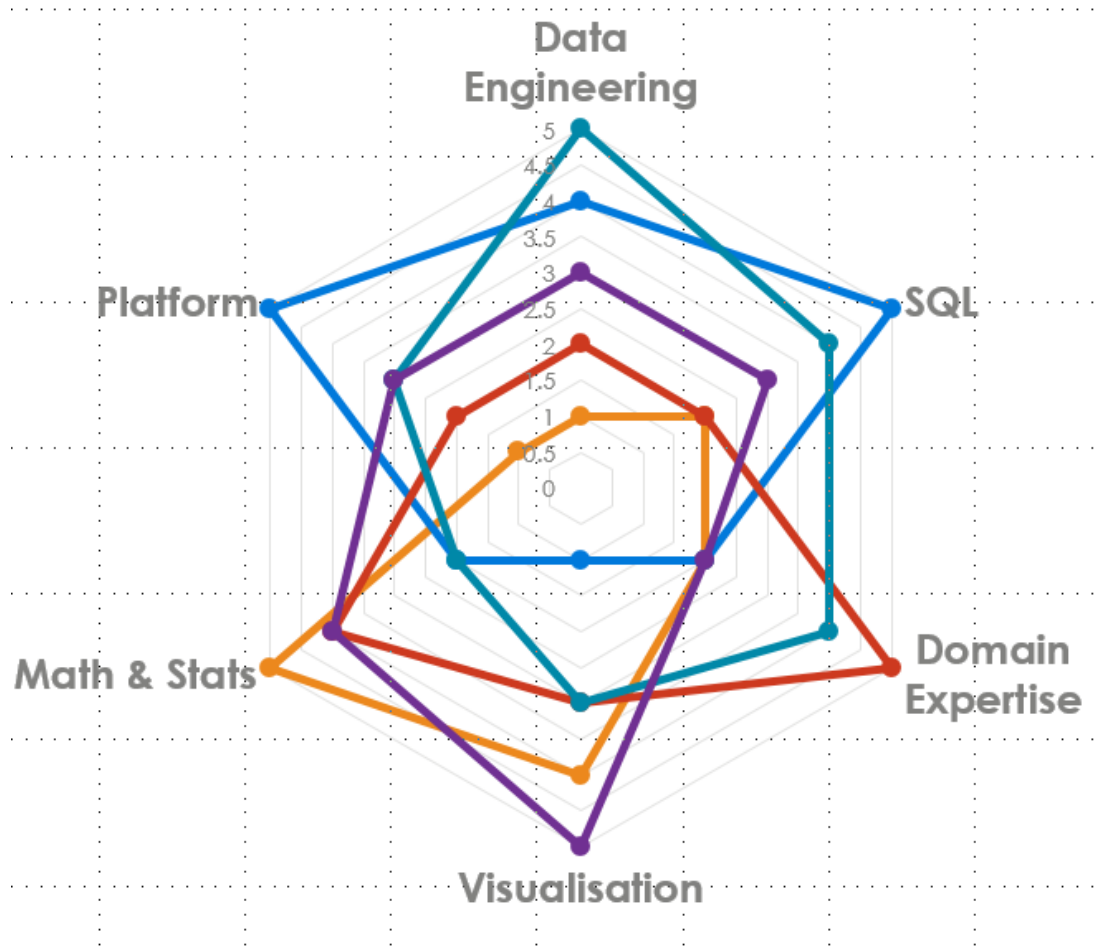 Data
Engineering
5
4.5
4
3.5
3
2.5
2
1.5
1
0.5
0
Platform
SQL
Math & Stats
Domain
Expertise
Visualisation